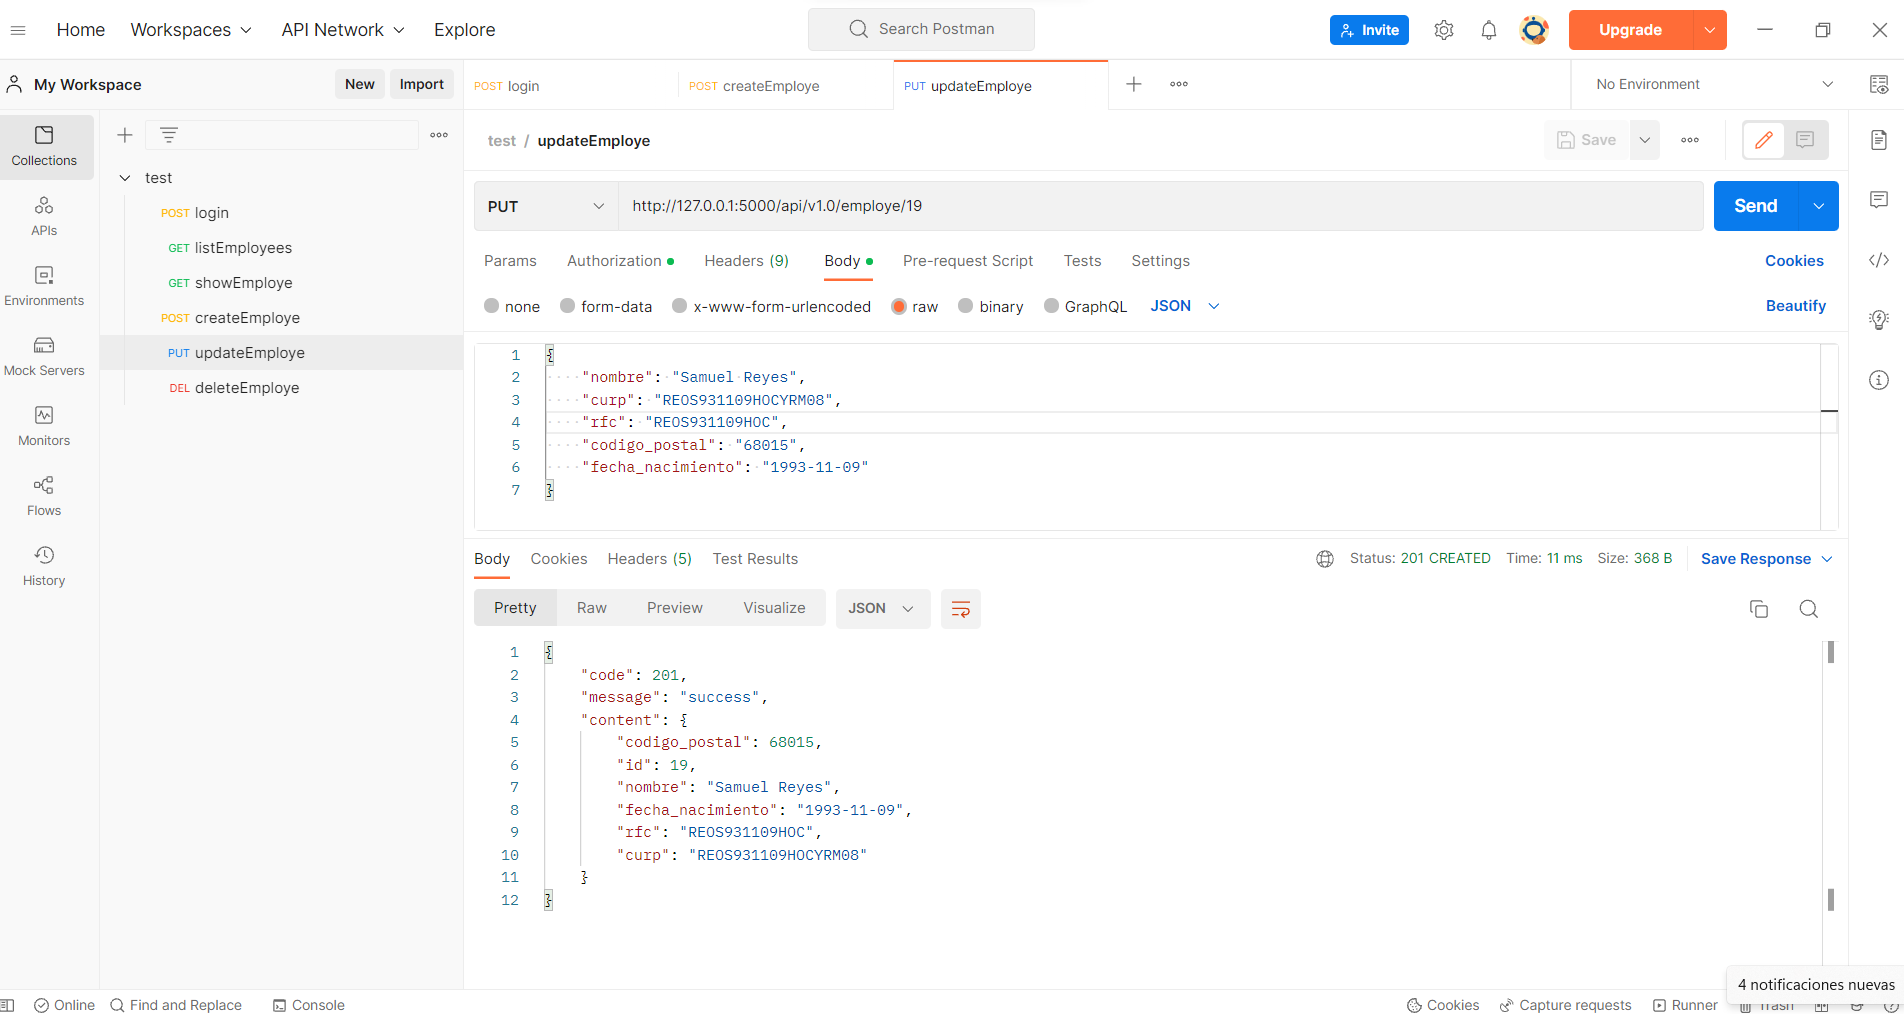 Home Workspaces API Network Explore Search Postman Invite Upgrade
My Workspace New Import POST login POST createEmploye PUT updateEmploye No Environment
Collections
APIs
Environments
Mock Servers
Monitors
Flows
History
test
POST login
GET listEmployees
GET showEmploye
POST createEmploye
PUT updateEmploye
DEL deleteEmploye
test / updateEmploye Save
PUT http://127.0.0.1:5000/api/v1.0/employe/19 Send
Params Authorization Headers (9) Body Pre-request Script Tests Settings Cookies
none form-data x-www-form-urlencoded raw binary GraphQL JSON Beautify
1 {
2 "nombre": "Samuel Reyes",
3 "curp": "REOS931109HOCYRM08",
4 "rfc": "REOS931109HOC",
5 "codigo_postal": "68015",
6 "fecha_nacimiento": "1993-11-09"
7 }
Body Cookies Headers (5) Test Results Status: 201 CREATED Time: 11 ms Size: 368 B Save Response
Pretty Raw Preview Visualize JSON
1 {
2 "code": 201,
3 "message": "success",
4 "content": {
5 "codigo_postal": 68015,
6 "id": 19,
7 "nombre": "Samuel Reyes",
8 "fecha_nacimiento": "1993-11-09",
9 "rfc": "REOS931109HOC",
10 "curp": "REOS931109HOCYRM08"
11 }
12 }
4 notificaciones nuevas
Online Find and Replace Console Cookies Capture requests Runner Trash